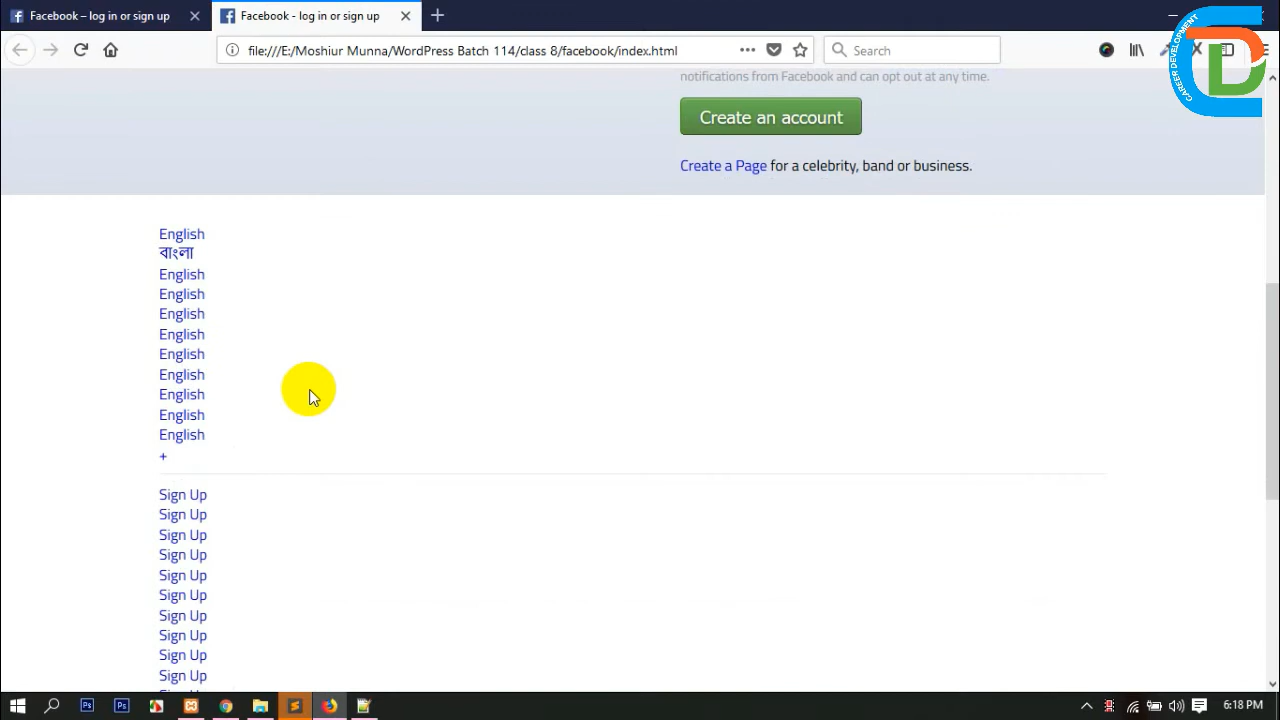 Facebook – log in or sign up
Facebook - log in or sign up
file:///E:/Moshiur Munna/WordPress Batch 114/class 8/facebook/index.html
Search
CAREER DEVELOPMENT
notifications from Facebook and can opt out at any time.
Create an account
Create a Page for a celebrity, band or business.
English
বাংলা
English
English
English
English
English
English
English
English
English
+
Sign Up
Sign Up
Sign Up
Sign Up
Sign Up
Sign Up
Sign Up
Sign Up
Sign Up
Sign Up
6:18 PM